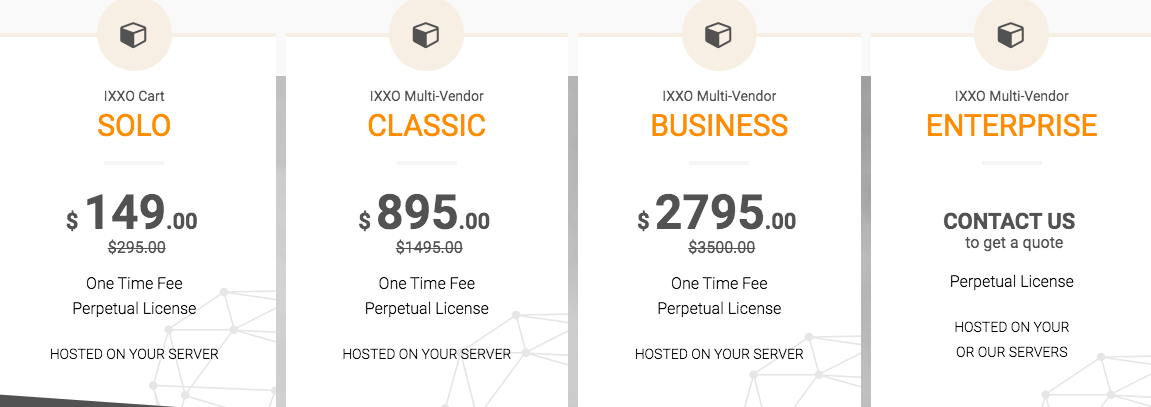 IXXO Cart
SOLO
$ 149.00
$295.00
One Time Fee
Perpetual License
HOSTED ON YOUR SERVER
IXXO Multi-Vendor
CLASSIC
$ 895.00
$1495.00
One Time Fee
Perpetual License
HOSTED ON YOUR SERVER
IXXO Multi-Vendor
BUSINESS
$ 2795.00
$3500.00
One Time Fee
Perpetual License
HOSTED ON YOUR SERVER
IXXO Multi-Vendor
ENTERPRISE
CONTACT US
to get a quote
Perpetual License
HOSTED ON YOUR
OR OUR SERVERS